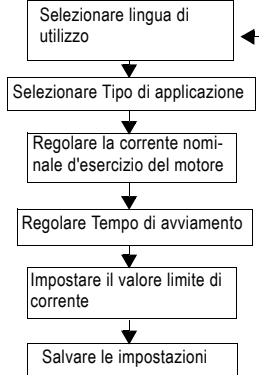 Selezionare lingua di
utilizzo
Selezionare Tipo di applicazione
Regolare la corrente nomi-
nale d'esercizio del motore
Regolare Tempo di avviamento
Impostare il valore limite di
corrente
Salvare le impostazioni